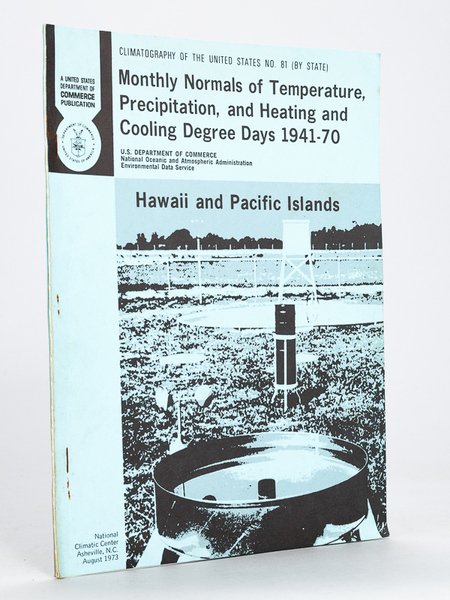 A UNITED STATES
DEPARTMENT OF
COMMERCE
PUBLICATION
CLIMATOGRAPHY OF THE UNITED STATES NO. 81 (BY STATE)
Monthly Normals of Temperature,
Precipitation, and Heating and
Cooling Degree Days 1941-70
U.S. DEPARTMENT OF COMMERCE
National Oceanic and Atmospheric Administration
Environmental Data Service
Hawaii and Pacific Islands
National
Climatic Center
Asheville, N.C.
August 1973